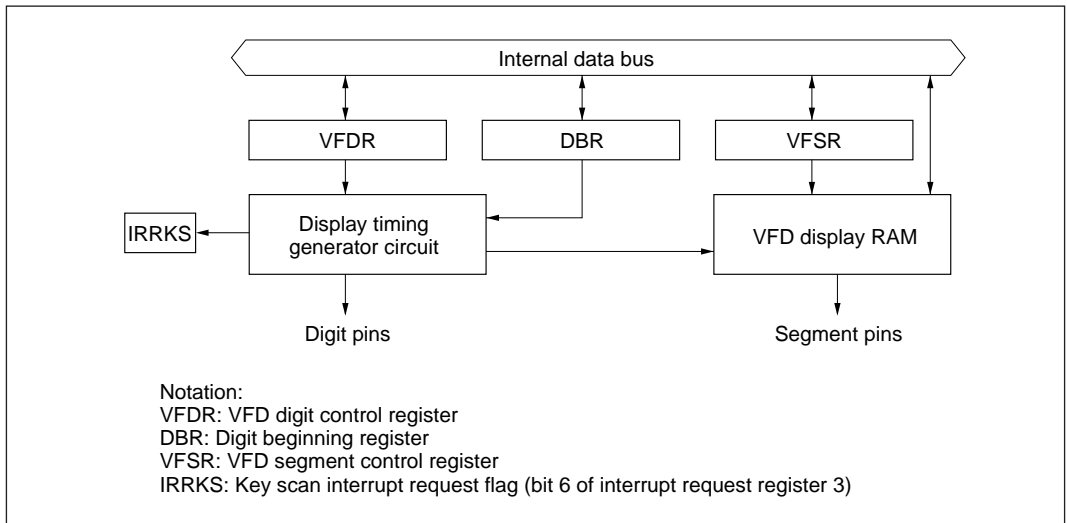 Internal data bus
VFDR
DBR
VFSR
IRRKS
Display timing
generator circuit
VFD display RAM
Digit pins
Segment pins
Notation:
VFDR: VFD digit control register
DBR: Digit beginning register
VFSR: VFD segment control register
IRRKS: Key scan interrupt request flag (bit 6 of interrupt request register 3)